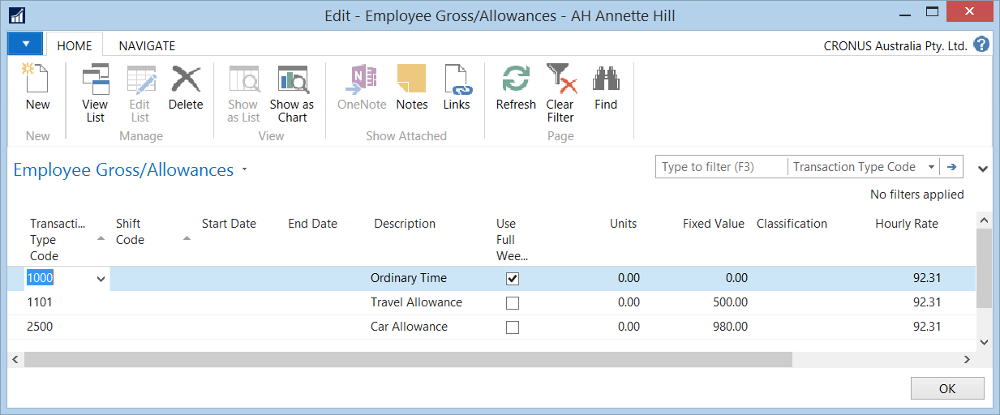 Edit - Employee Gross/Allowances - AH Annette Hill
HOME NAVIGATE CRONUS Australia Pty. Ltd. ?
New View List Edit List Delete Show as List Show as Chart OneNote Notes Links Refresh Clear Filter Find
New Manage View Show Attached Page
Employee Gross/Allowances Type to filter (F3) Transaction Type Code
No filters applied
Transacti... Type Code Shift Code Start Date End Date Description Use Full Wee... Units Fixed Value Classification Hourly Rate
1000 Ordinary Time 0.00 0.00 92.31
1101 Travel Allowance 0.00 500.00 92.31
2500 Car Allowance 0.00 980.00 92.31
OK